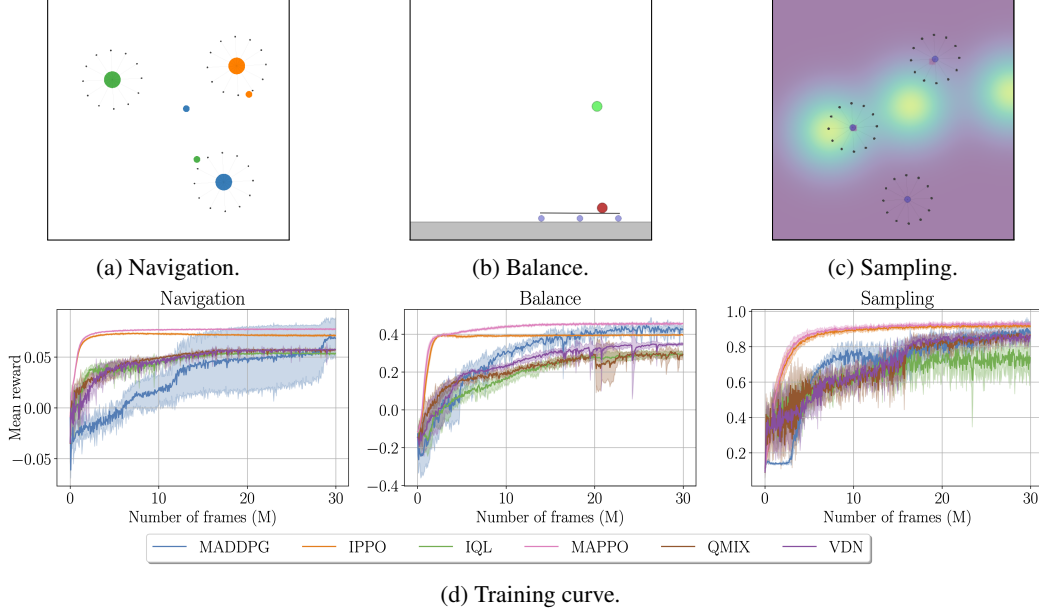 (a) Navigation.
(b) Balance.
(c) Sampling.
Navigation
Balance
Sampling
Mean reward
0.05
0.00
−0.05
0 10 20 30
Number of frames (M)
0.4
0.2
0.0
−0.2
−0.4
0 10 20 30
Number of frames (M)
1.0
0.8
0.6
0.4
0.2
0 10 20 30
Number of frames (M)
MADDPG IPPO IQL MAPPO QMIX VDN
(d) Training curve.